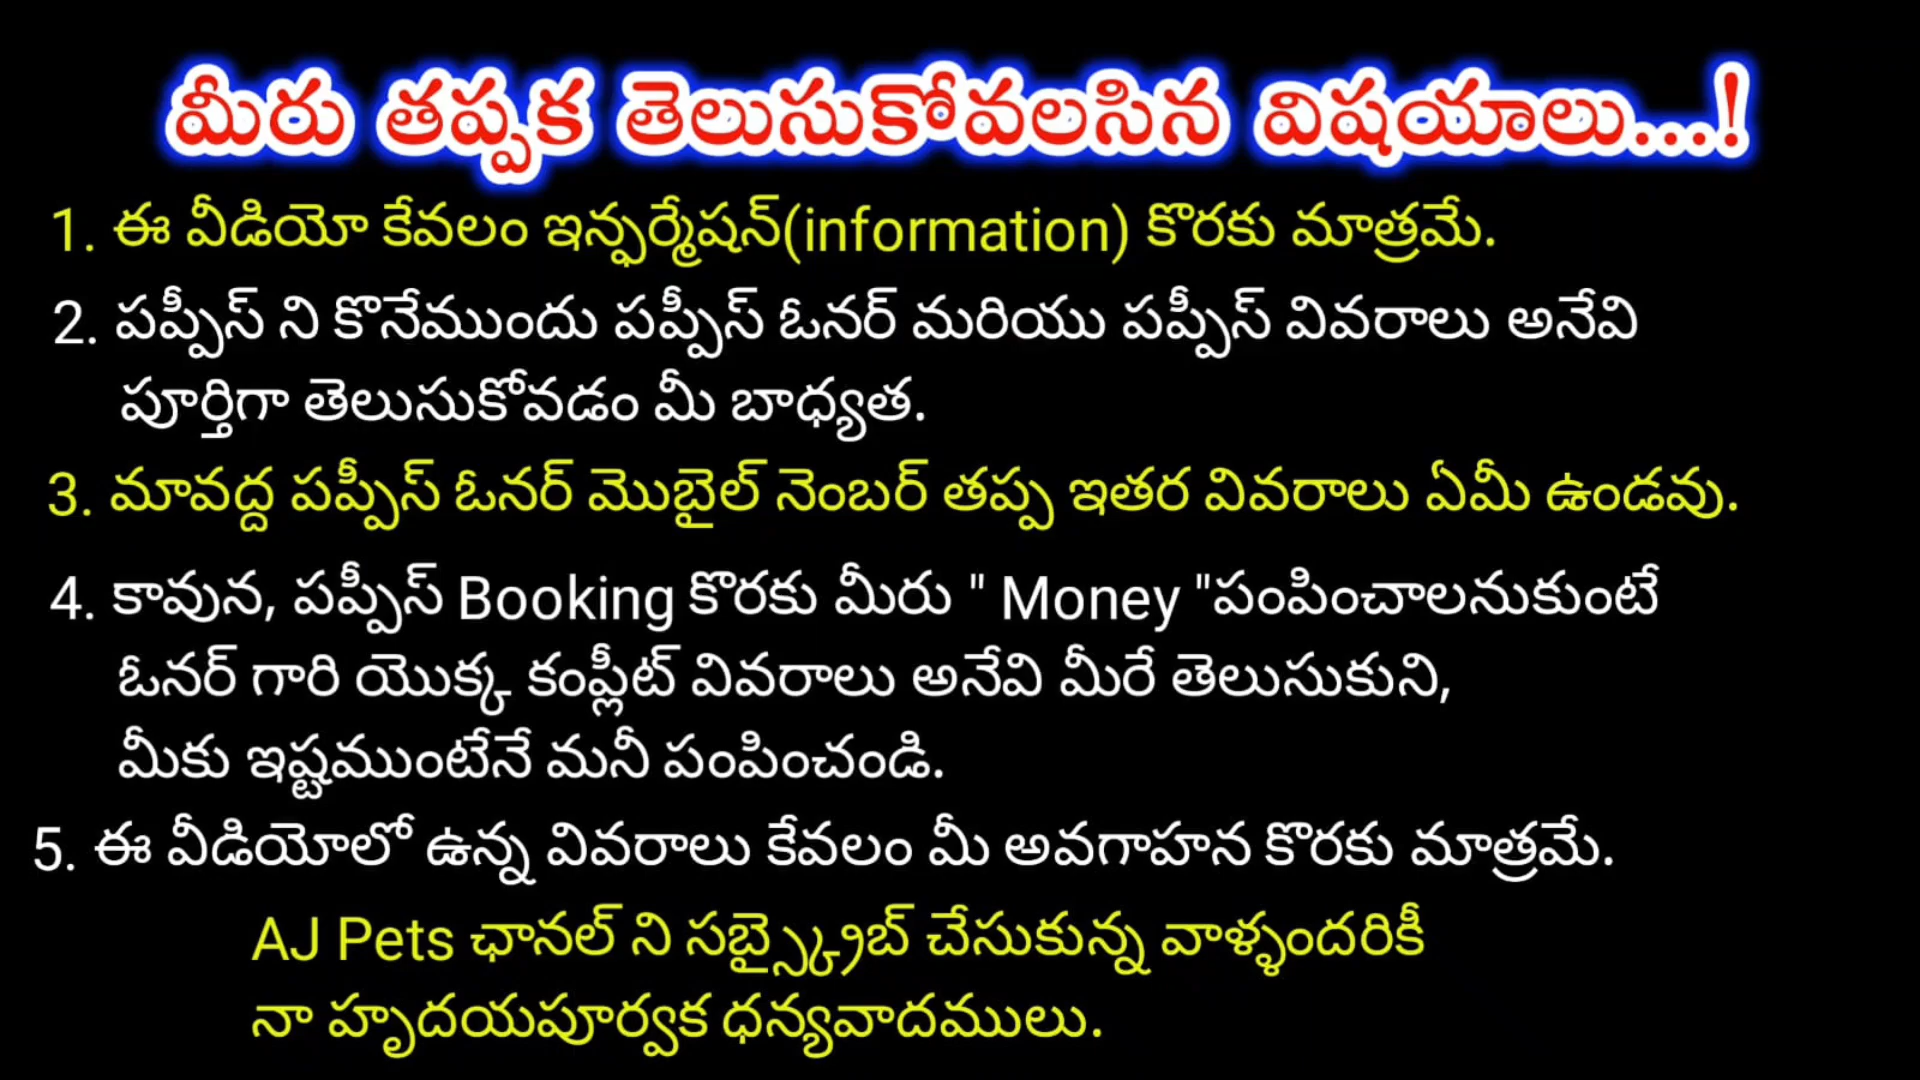 మీరు తప్పక తెలుసుకోవలసిన విషయాలు...!
1. ఈ వీడియో కేవలం ఇన్ఫర్మేషన్(information) కొరకు మాత్రమే.
2. పప్పీస్ ని కొనేముందు పప్పీస్ ఓనర్ మరియు పప్పీస్ వివరాలు అనేవి
పూర్తిగా తెలుసుకోవడం మీ బాధ్యత.
3. మావద్ద పప్పీస్ ఓనర్ మొబైల్ నెంబర్ తప్ప ఇతర వివరాలు ఏమీ ఉండవు.
4. కావున, పప్పీస్ Booking కొరకు మీరు " Money "పంపించాలనుకుంటే
ఓనర్ గారి యొక్క కంప్లీట్ వివరాలు అనేవి మీరే తెలుసుకుని,
మీకు ఇష్టముంటేనే మనీ పంపించండి.
5. ఈ వీడియోలో ఉన్న వివరాలు కేవలం మీ అవగాహన కొరకు మాత్రమే.
AJ Pets ఛానల్ ని సబ్స్క్రైబ్ చేసుకున్న వాళ్ళందరికీ
నా హృదయపూర్వక ధన్యవాదములు.